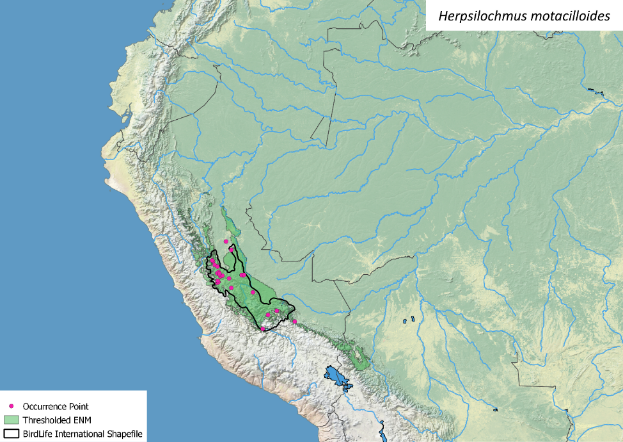 Herpsilochmus motacilloides
Occurrence Point
Thresholded ENM
BirdLife International Shapefile